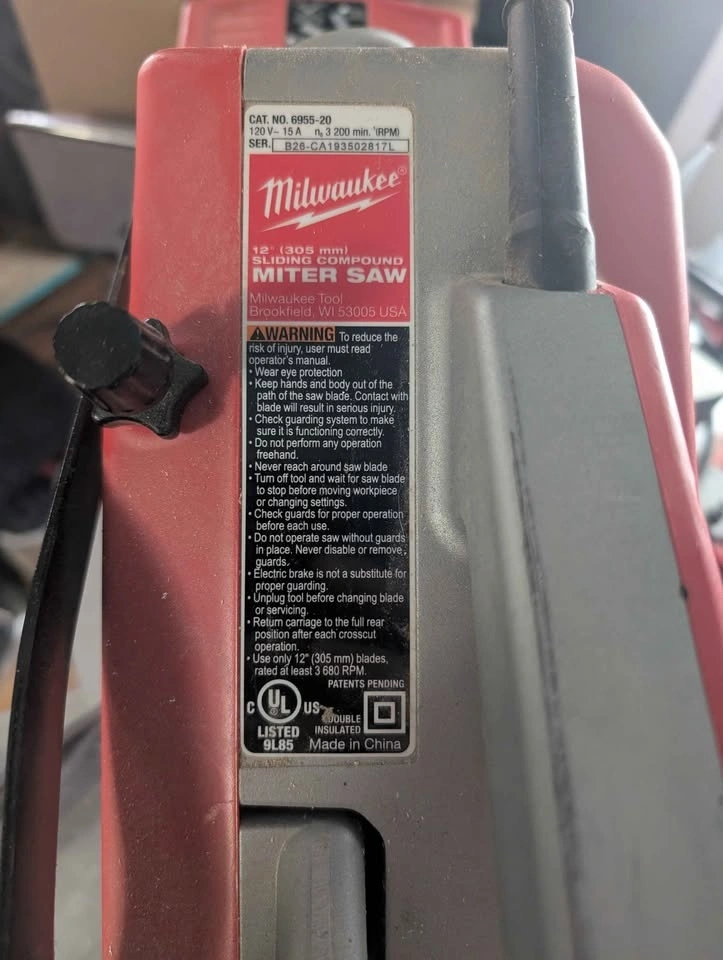 CAT. NO. 6955-20
120 V~ 15 A n₀ 3 200 min.⁻¹(RPM)
SER. B26-CA193502817L
Milwaukee®
12" (305 mm)
SLIDING COMPOUND
MITER SAW
Milwaukee Tool
Brookfield, WI 53005 USA
WARNING To reduce the
risk of injury, user must read
operator's manual.
• Wear eye protection
• Keep hands and body out of the
path of the saw blade. Contact with
blade will result in serious injury.
• Check guarding system to make
sure it is functioning correctly.
• Do not perform any operation
freehand.
• Never reach around saw blade
• Turn off tool and wait for saw blade
to stop before moving workpiece
or changing settings.
• Check guards for proper operation
before each use.
• Do not operate saw without guards
in place. Never disable or remove
guards.
• Electric brake is not a substitute for
proper guarding.
• Unplug tool before changing blade
or servicing.
• Return carriage to the full rear
position after each crosscut
operation.
• Use only 12" (305 mm) blades,
rated at least 3 680 RPM.
PATENTS PENDING
C UL® US
LISTED
9L85
DOUBLE
INSULATED
Made in China